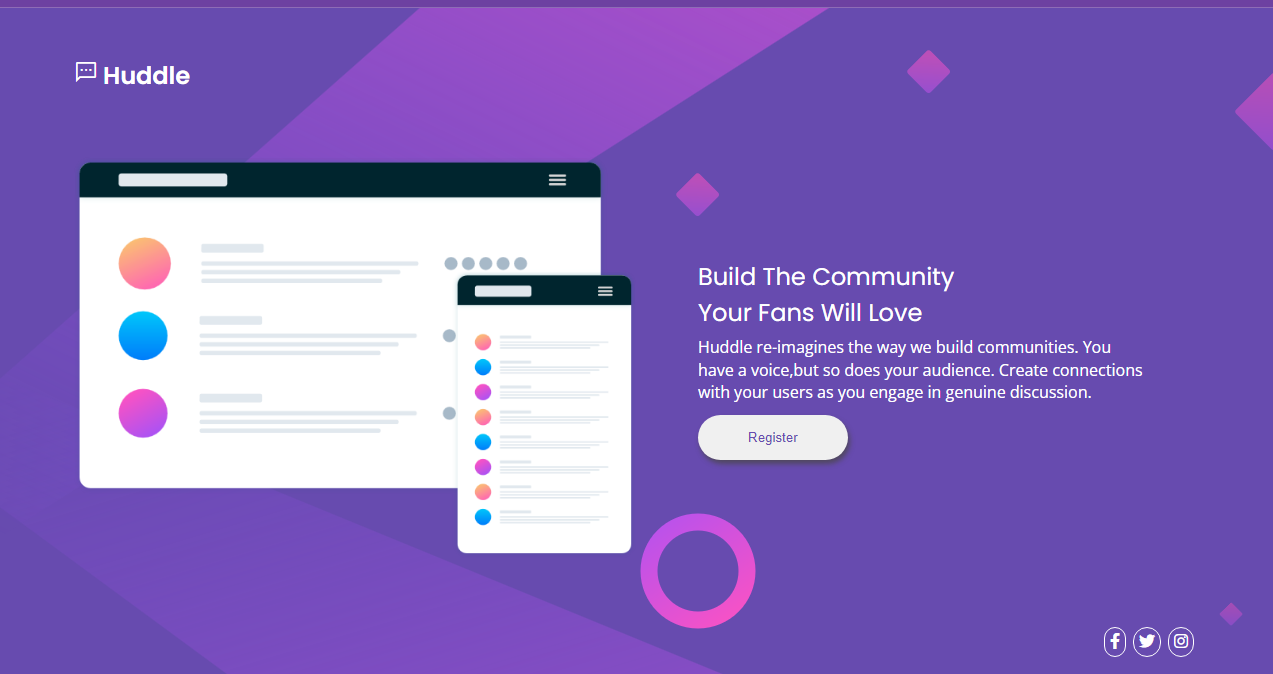 Huddle
Build The Community
Your Fans Will Love
Huddle re-imagines the way we build communities. You
have a voice,but so does your audience. Create connections
with your users as you engage in genuine discussion.
Register